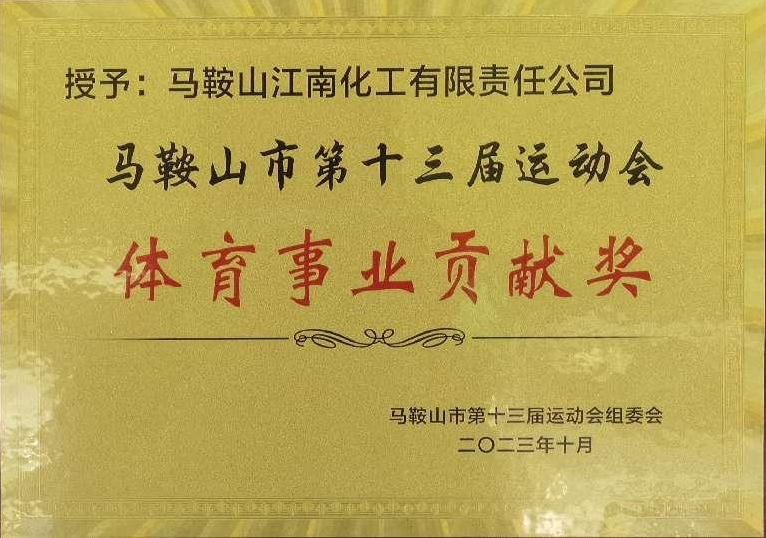 授予：马鞍山江南化工有限责任公司
马鞍山市第十三届运动会
体育事业贡献奖
马鞍山市第十三届运动会组委会
二〇二三年十月